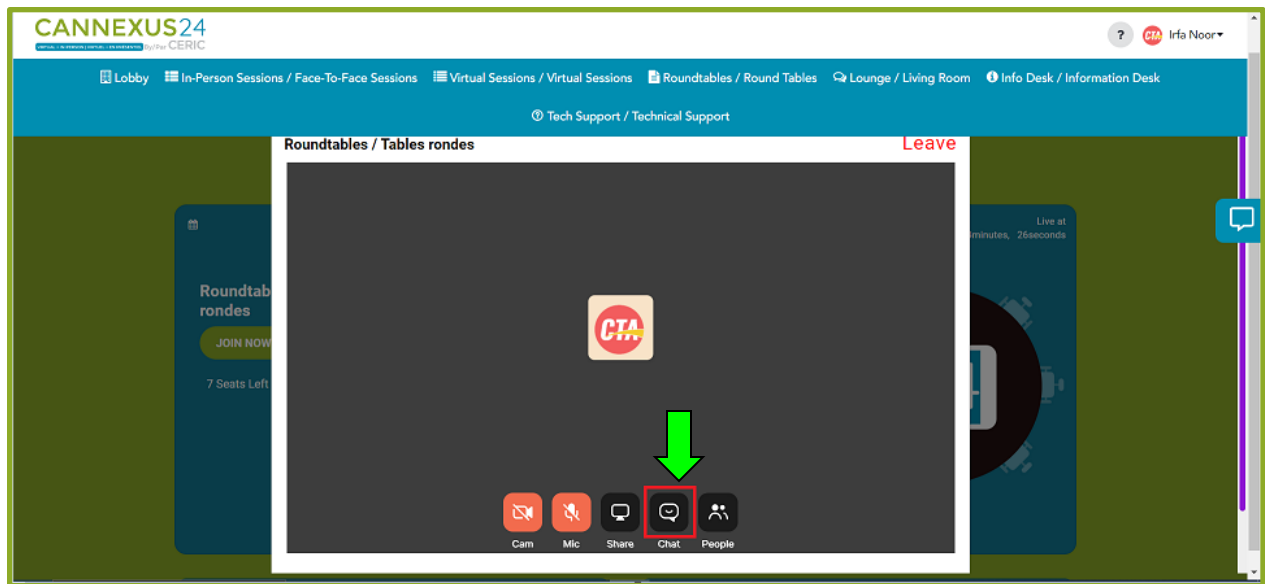 CANNEXUS24
By/Par CERIC
? CTA Irfa Noor
Lobby In-Person Sessions / Face-To-Face Sessions Virtual Sessions / Virtual Sessions Roundtables / Round Tables Lounge / Living Room Info Desk / Information Desk
Tech Support / Technical Support
Roundtables / Tables rondes Leave
Live at
minutes, 26seconds
Roundtab
rondes
JOIN NOW
7 Seats Left
CTA
Cam Mic Share Chat People